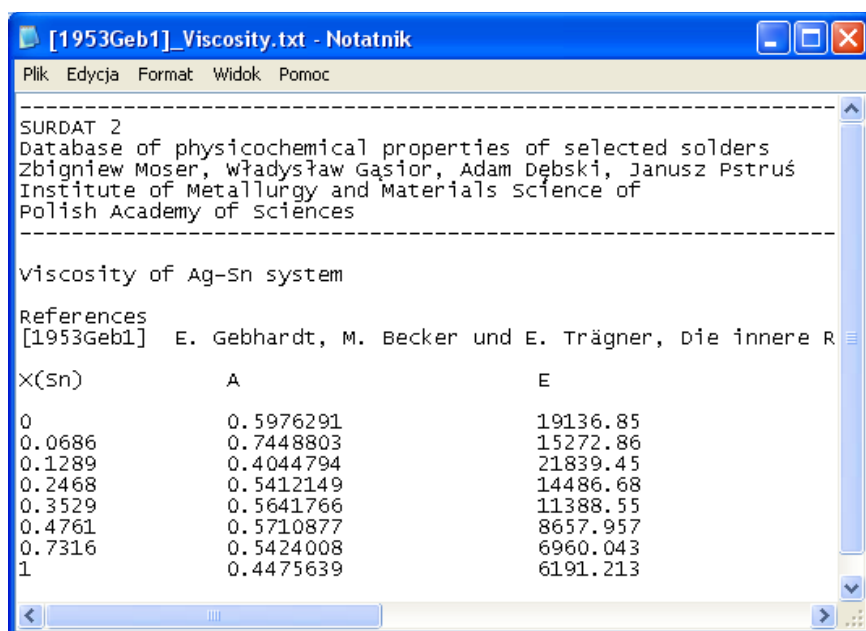 [1953Geb1]_Viscosity.txt - Notatnik
Plik Edycja Format Widok Pomoc
----------------------------------------------------------------
SURDAT 2
Database of physicochemical properties of selected solders
Zbigniew Moser, Władysław Gąsior, Adam Dębski, Janusz Pstruś
Institute of Metallurgy and Materials Science of
Polish Academy of Sciences
----------------------------------------------------------------
Viscosity of Ag-Sn system
References
[1953Geb1] E. Gebhardt, M. Becker und E. Trägner, Die innere R
X(Sn) A E
0 0.5976291 19136.85
0.0686 0.7448803 15272.86
0.1289 0.4044794 21839.45
0.2468 0.5412149 14486.68
0.3529 0.5641766 11388.55
0.4761 0.5710877 8657.957
0.7316 0.5424008 6960.043
1 0.4475639 6191.213